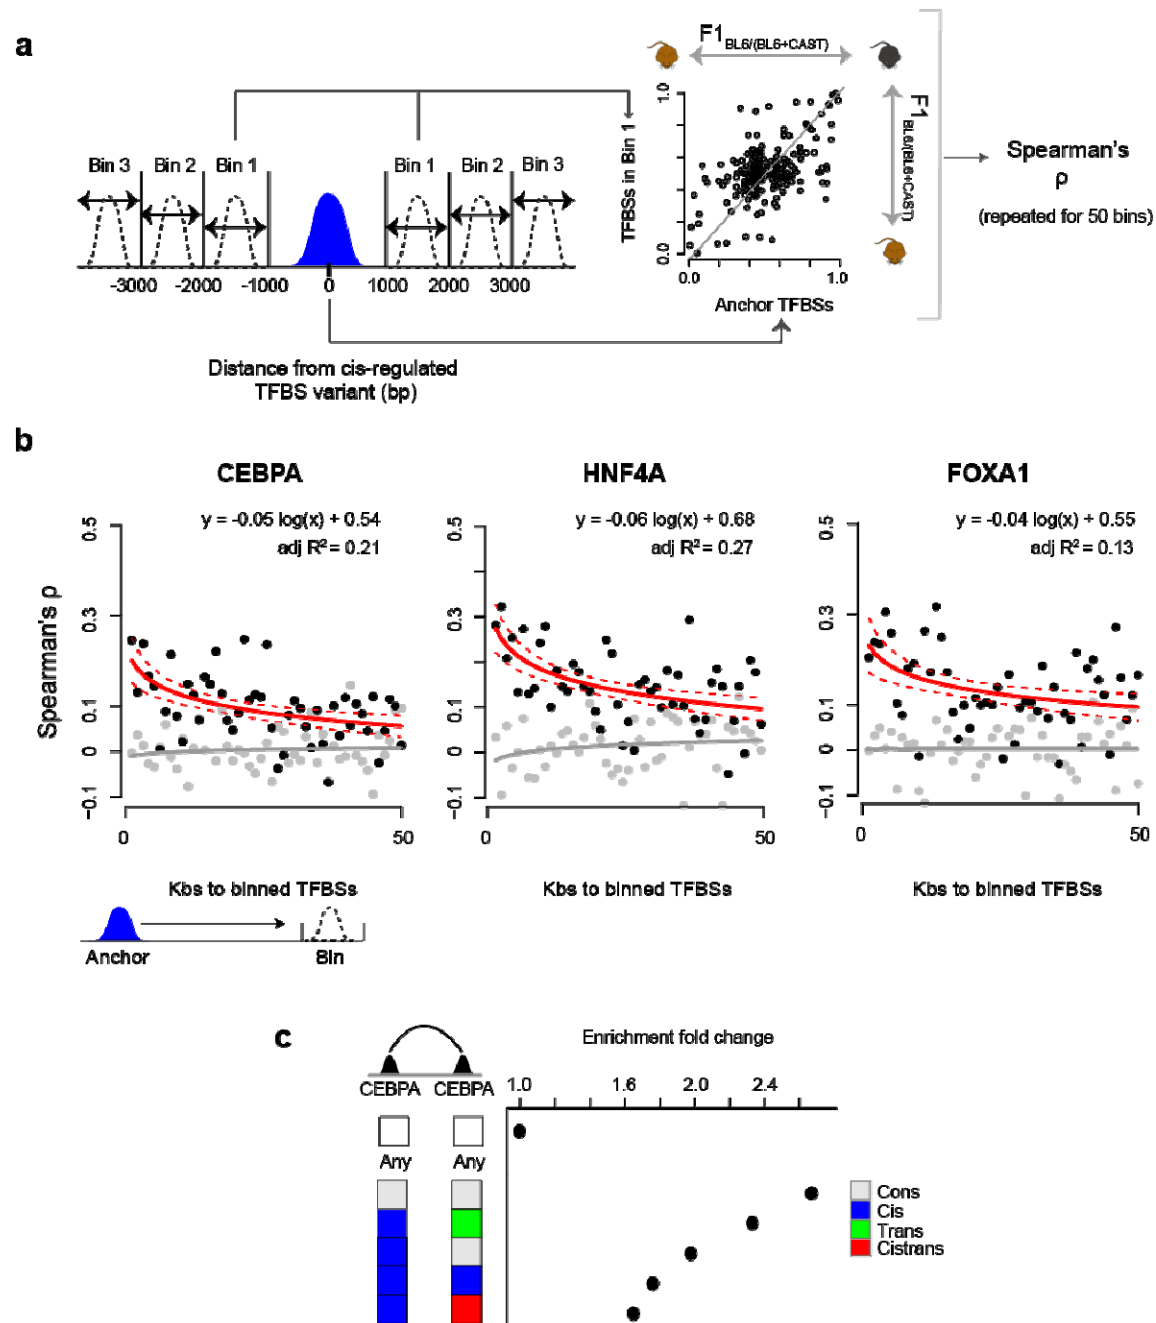 a
F1 BL6/(BL6+CAST)
F1 BL6/(BL6+CAST)
TFBSs in Bin 1
1.0
0.0
0.0
1.0
Anchor TFBSs
Spearman's
ρ
(repeated for 50 bins)
Bin 3
Bin 2
Bin 1
Bin 1
Bin 2
Bin 3
-3000
-2000
-1000
0
1000
2000
3000
Distance from cis-regulated
TFBS variant (bp)
b
CEBPA
HNF4A
FOXA1
y = -0.05 log(x) + 0.54
adj R² = 0.21
y = -0.06 log(x) + 0.68
adj R² = 0.27
y = -0.04 log(x) + 0.55
adj R² = 0.13
Spearman's ρ
0.5
0.3
0.1
0
-0.1
0
50
0.5
0.3
0.1
0
-0.1
0
50
0.5
0.3
0.1
0
-0.1
0
50
Kbs to binned TFBSs
Kbs to binned TFBSs
Kbs to binned TFBSs
Anchor
Bin
c
Enrichment fold change
1.0
1.6
2.0
2.4
CEBPA
CEBPA
Any
Any
Cons
Cis
Trans
Cistrans